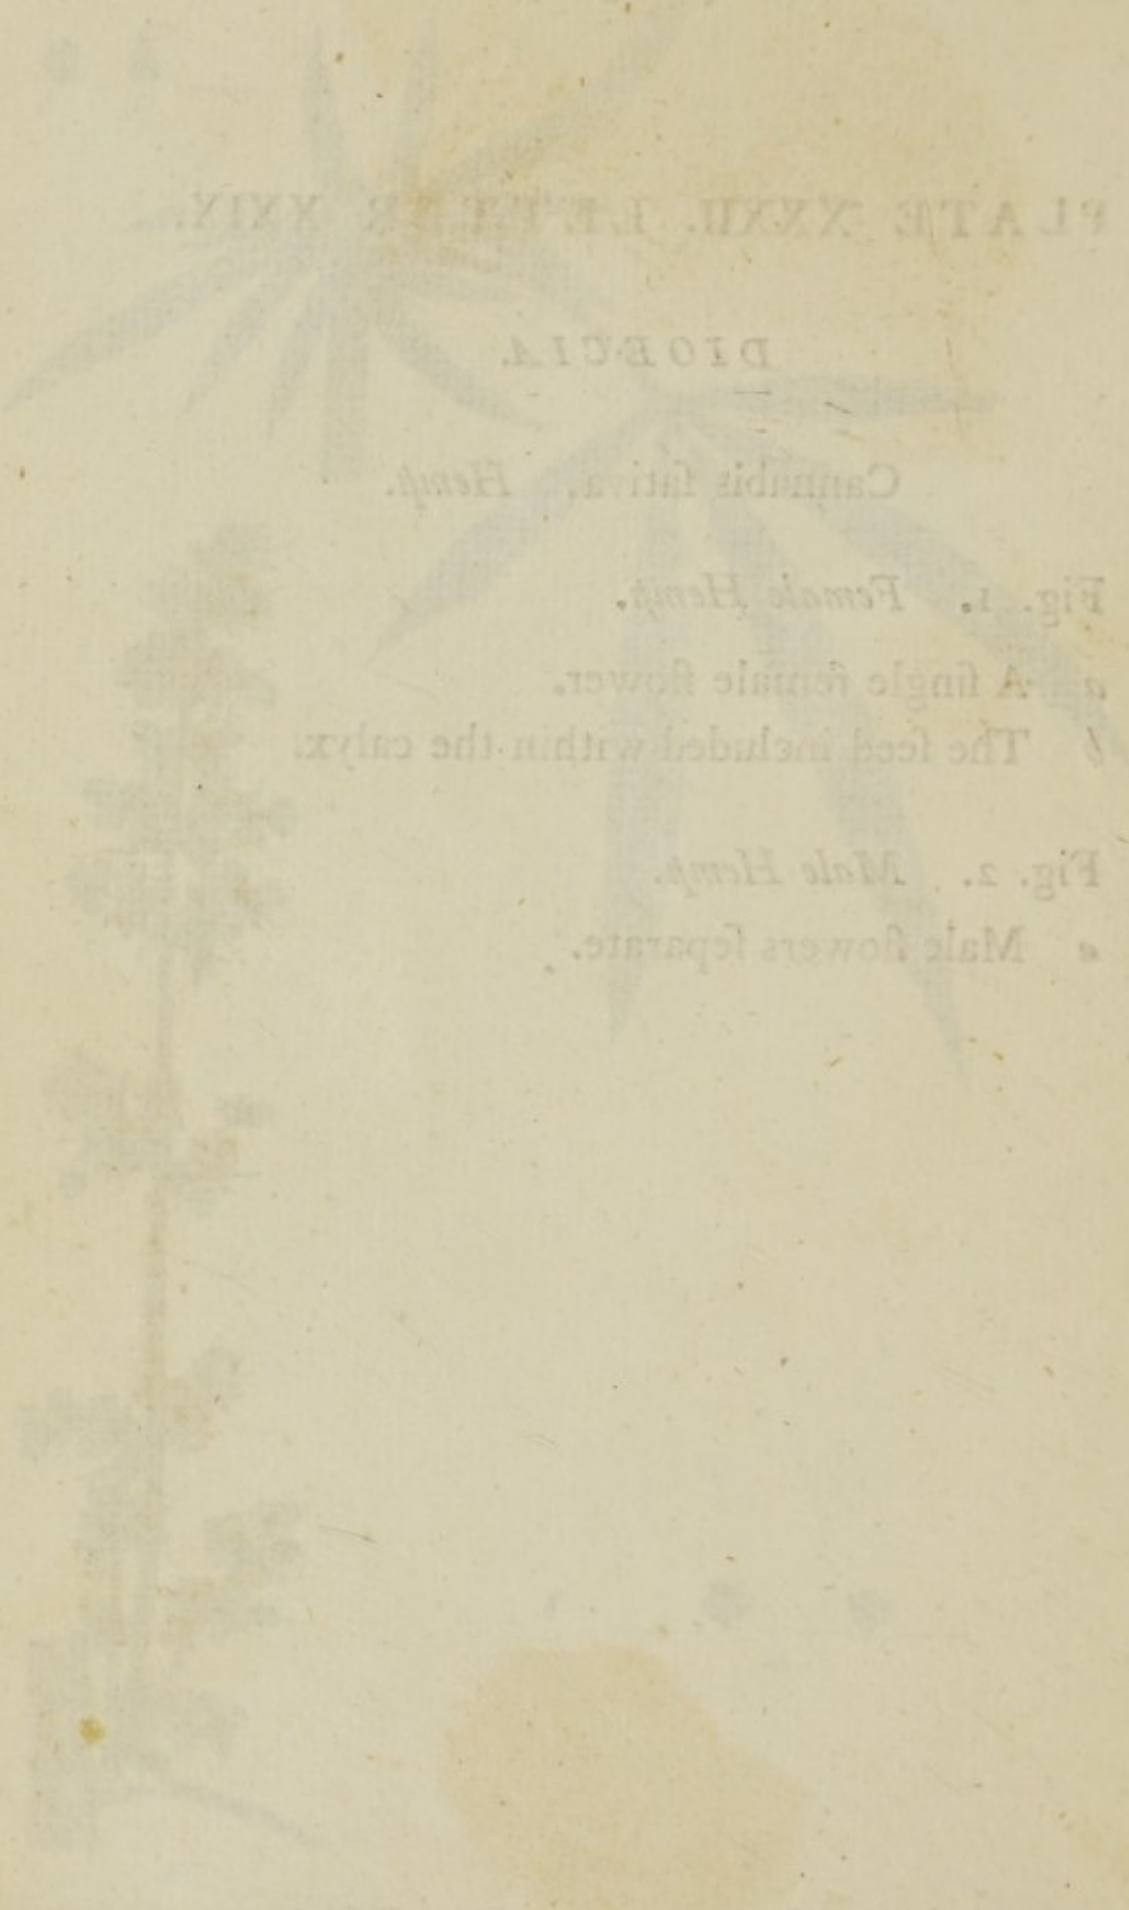 PLATE XXXII. LETTER XXIX.
DIOECIA.
Cannabis ſativa. Hemp.
Fig. 1. Female Hemp.
a A ſingle female flower.
b The ſeed included within the calyx.
Fig. 2. Male Hemp.
a Male flowers ſeparate.